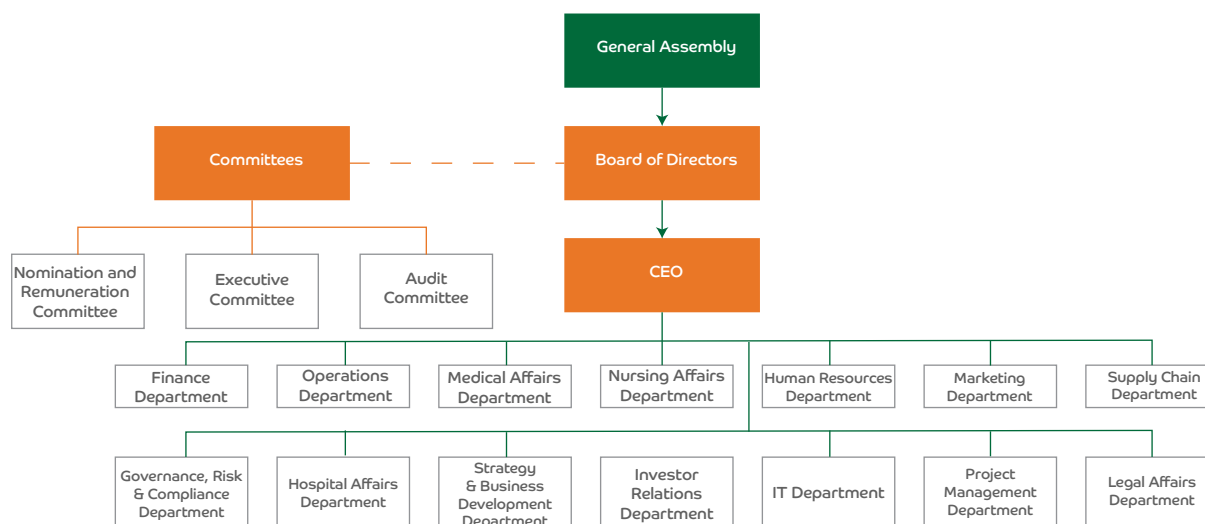 General Assembly
Committees
Board of Directors
CEO
Nomination and
Remuneration
Committee
Executive
Committee
Audit
Committee
Finance
Department
Operations
Department
Medical Affairs
Department
Nursing Affairs
Department
Human Resources
Department
Marketing
Department
Supply Chain
Department
Governance, Risk
& Compliance
Department
Hospital Affairs
Department
Strategy
& Business
Development
Department
Investor
Relations
Department
IT Department
Project
Management
Department
Legal Affairs
Department